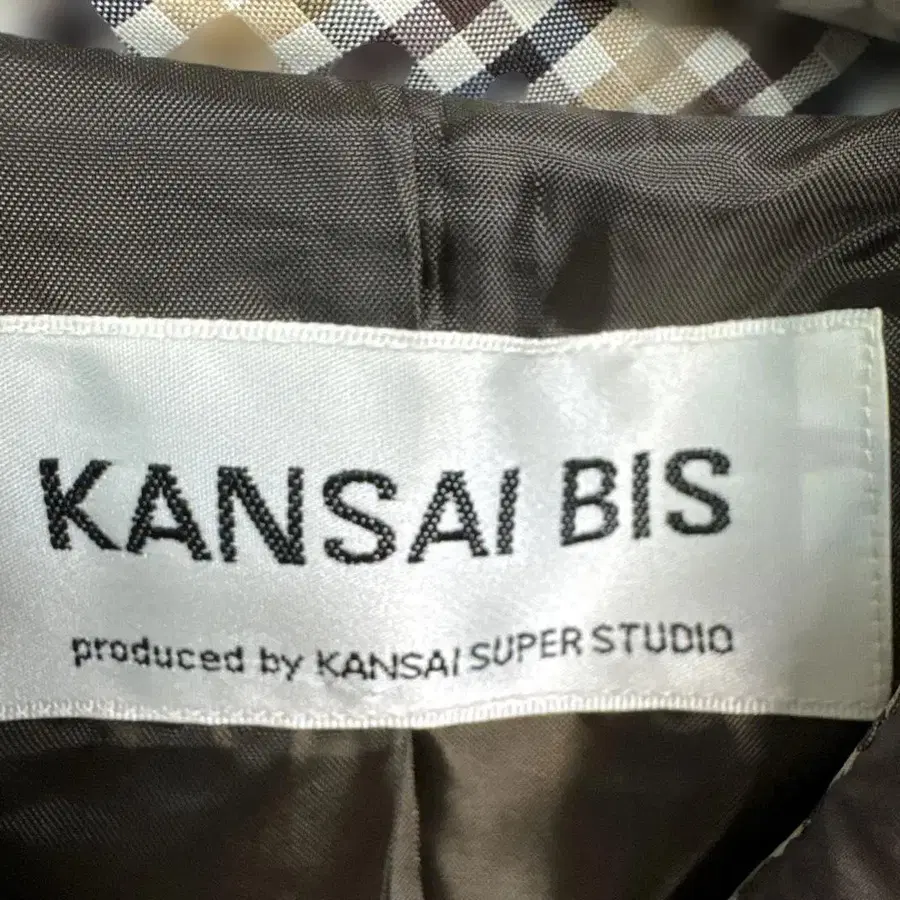 KANSAI BIS
produced by KANSAI SUPER STUDIO